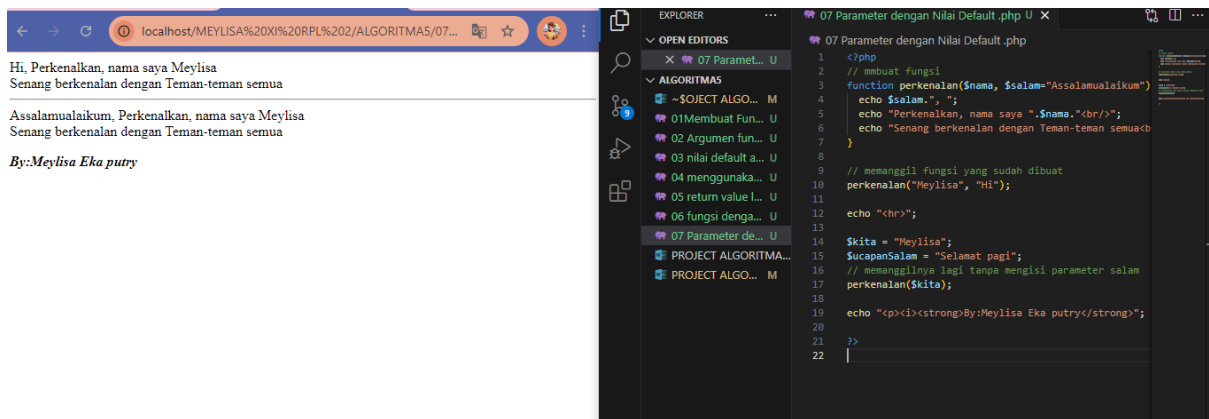 localhost/MEYLISA%20XI%20RPL%202/ALGORITMA5/07...
Hi, Perkenalkan, nama saya Meylisa
Senang berkenalan dengan Teman-teman semua
Assalamualaikum, Perkenalkan, nama saya Meylisa
Senang berkenalan dengan Teman-teman semua
By:Meylisa Eka putry
9
EXPLORER ...
OPEN EDITORS
07 Paramet... U
ALGORITMA5
~$OJECT ALGO... M
01Membuat Fun... U
02 Argumen fun... U
03 nilai default a... U
04 menggunaka... U
05 return value l... U
06 fungsi denga... U
07 Parameter de... U
PROJECT ALGORITMA...
PROJECT ALGO... M
07 Parameter dengan Nilai Default .php U
07 Parameter dengan Nilai Default .php
1 <?php
2 // mmbuat fungsi
3 function perkenalan($nama, $salam="Assalamualaikum")
4 echo $salam.", ";
5 echo "Perkenalkan, nama saya ".$nama."<br/>";
6 echo "Senang berkenalan dengan Teman-teman semua<b
7 }
8
9 // memanggil fungsi yang sudah dibuat
10 perkenalan("Meylisa", "Hi");
11
12 echo "<hr>";
13
14 $kita = "Meylisa";
15 $ucapanSalam = "Selamat pagi";
16 // memanggilnya lagi tanpa mengisi parameter salam
17 perkenalan($kita);
18
19 echo "<p><i><strong>By:Meylisa Eka putry</strong>";
20
21 ?>
22